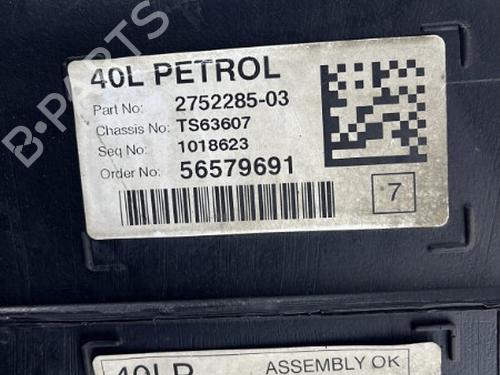 B-PARTS
40L PETROL
Part No: 2752285-03
Chassis No: TS63607
Seq No: 1018623
Order No: 56579691
7
40L P
ASSEMBLY OK